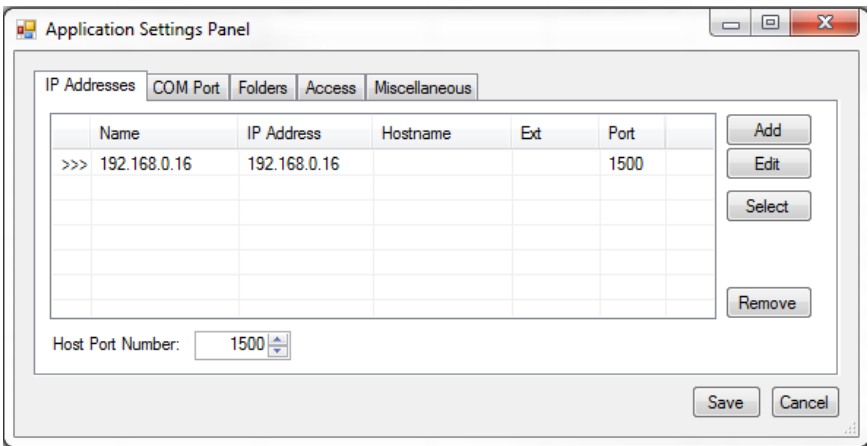 Application Settings Panel
IP Addresses COM Port Folders Access Miscellaneous
Name IP Address Hostname Ext Port
>>> 192.168.0.16 192.168.0.16 1500
Add
Edit
Select
Remove
Host Port Number: 1500
Save Cancel